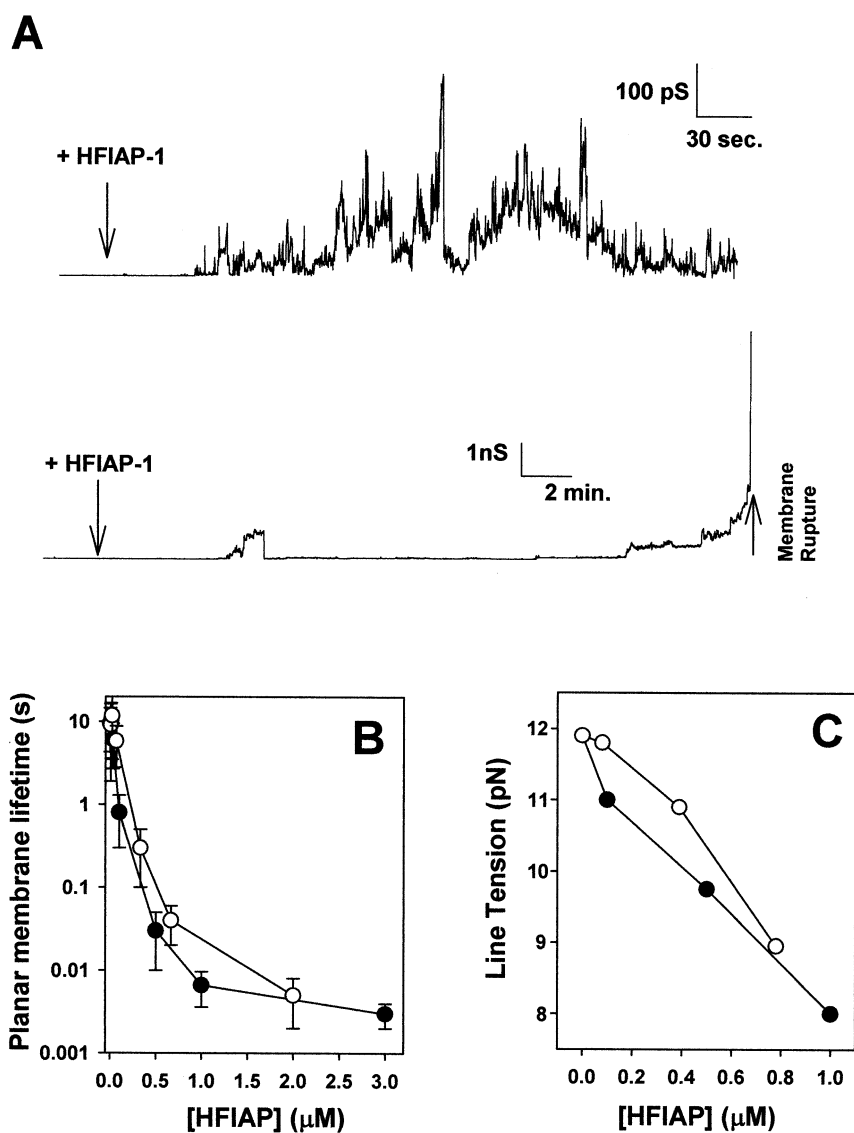 A
100 pS
30 sec.
+ HFIAP-1
+ HFIAP-1
1nS
2 min.
Membrane
Rupture
B
Planar membrane lifetime (s)
10
1
0.1
0.01
0.001
0.0 0.5 1.0 1.5 2.0 2.5 3.0
[HFIAP] (μM)
C
Line Tension (pN)
12
11
10
9
8
0.0 0.2 0.4 0.6 0.8 1.0
[HFIAP] (μM)